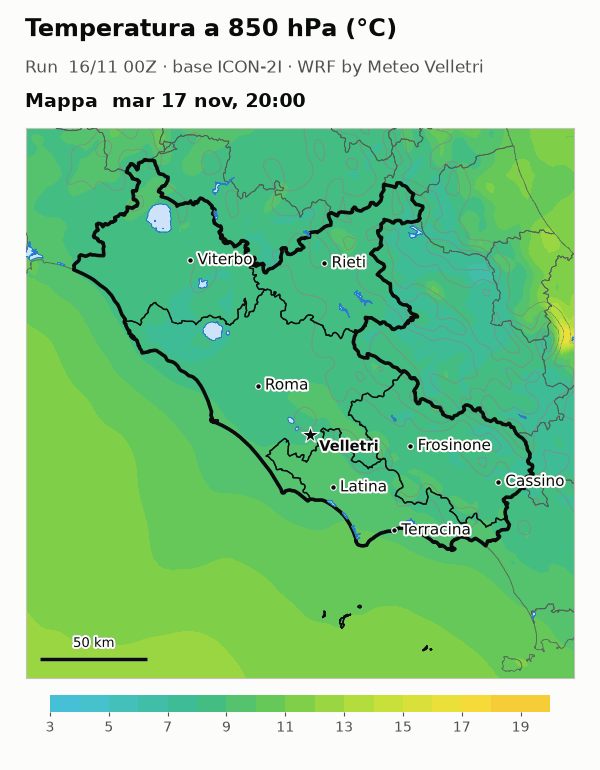 Temperatura a 850 hPa (°C)
Run  16/11 00Z · base ICON-2I · WRF by Meteo Velletri
Mappa  mar 17 nov, 20:00
Viterbo
Rieti
Roma
Velletri
Frosinone
Cassino
Latina
Terracina
50 km
3 5 7 9 11 13 15 17 19